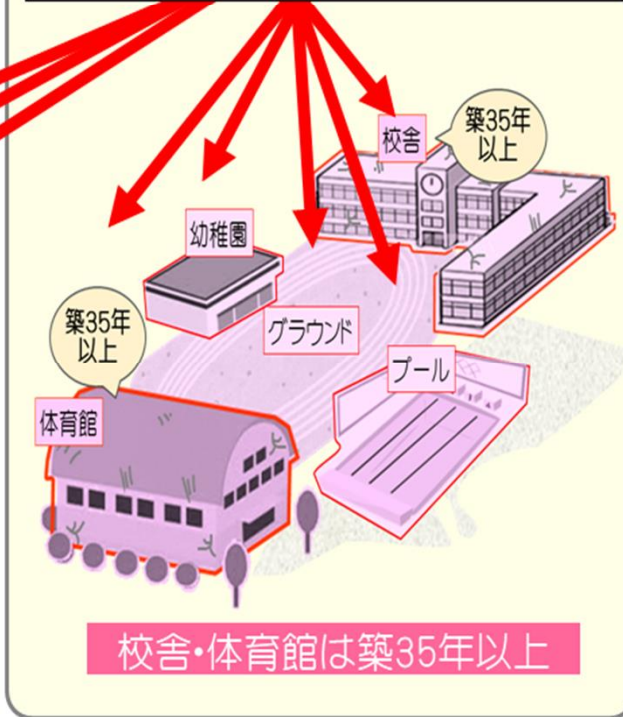 校舎
築35年
以上
幼稚園
グラウンド
築35年
以上
プール
体育館
校舎・体育館は築35年以上